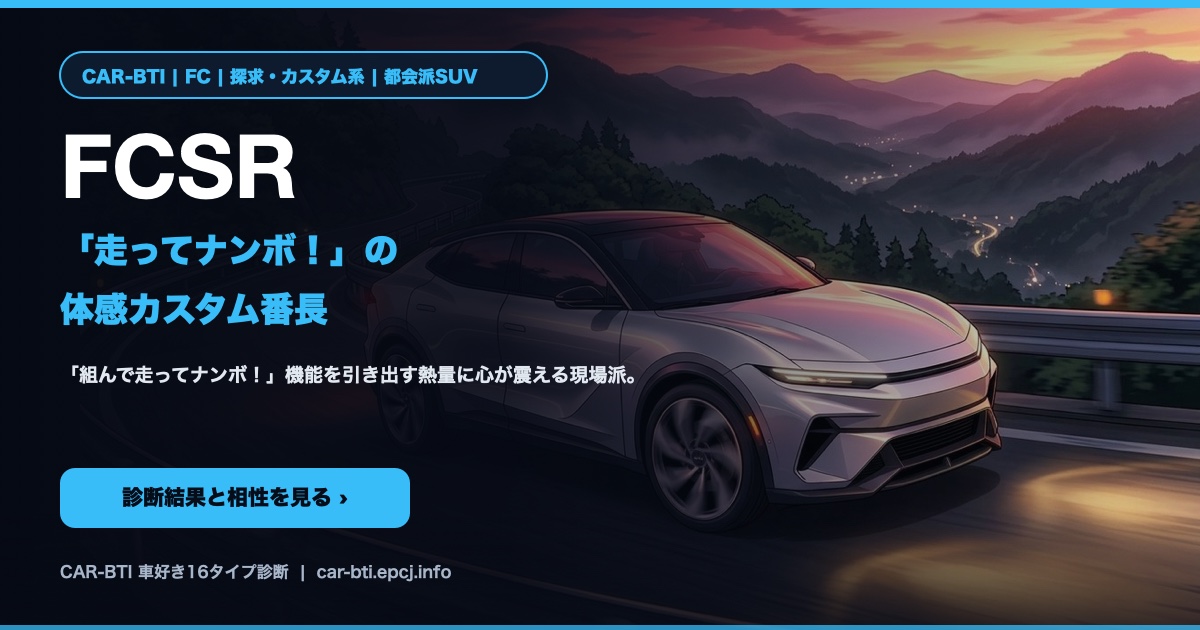 CAR-BTI | FC | 探求・カスタム系 | 都会派SUV
FCSR
「走ってナンボ！」の
体感カスタム番長
「組んで走ってナンボ！」機能を引き出す熱量に心が震える現場派。
診断結果と相性を見る ›
CAR-BTI 車好き16タイプ診断 | car-bti.epcj.info